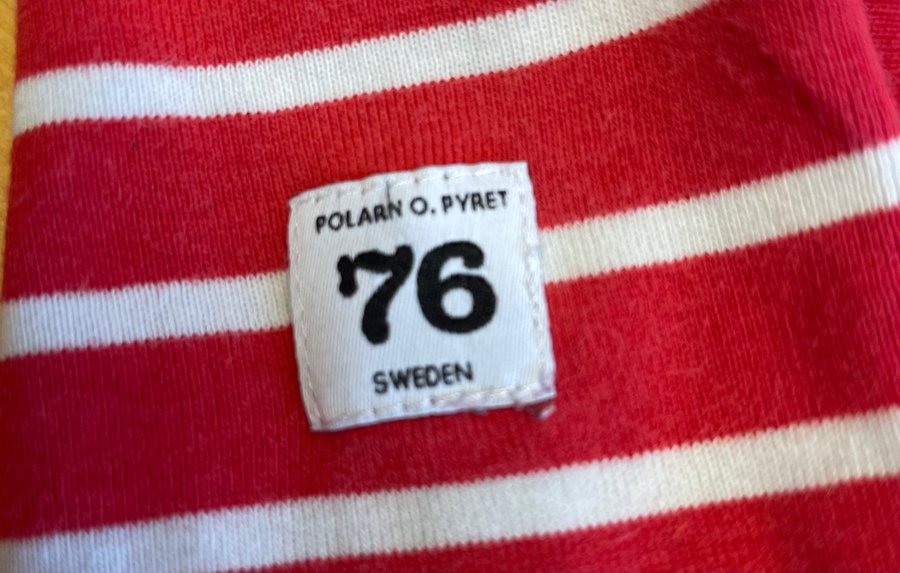 POLARN O. PYRET
76
SWEDEN